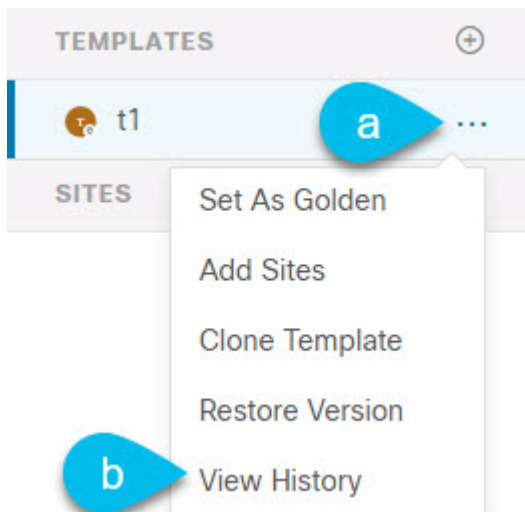 TEMPLATES
T t1 a ...
SITES
Set As Golden
Add Sites
Clone Template
Restore Version
b View History